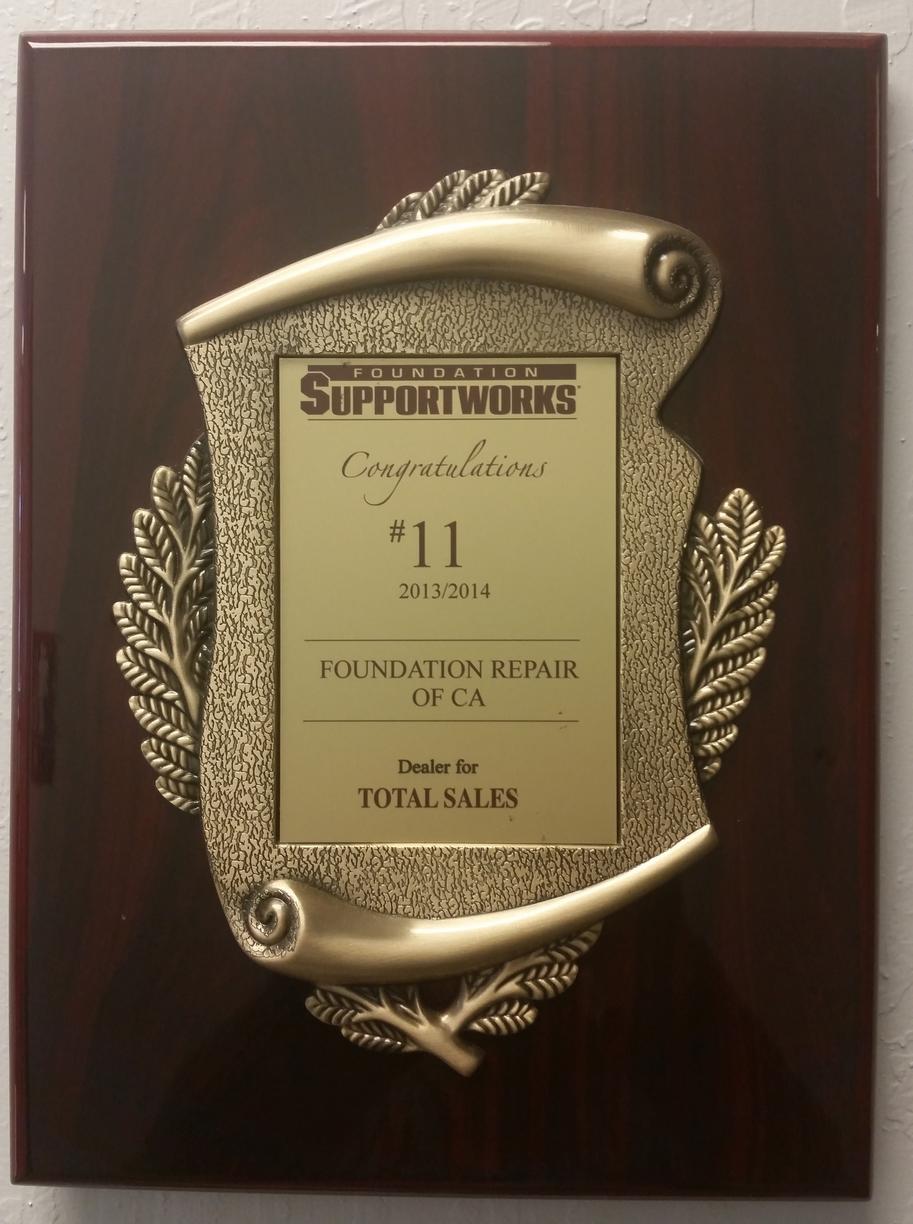 FOUNDATION
SUPPORTWORKS
Congratulations
#11
2013/2014
FOUNDATION REPAIR
OF CA
Dealer for
TOTAL SALES